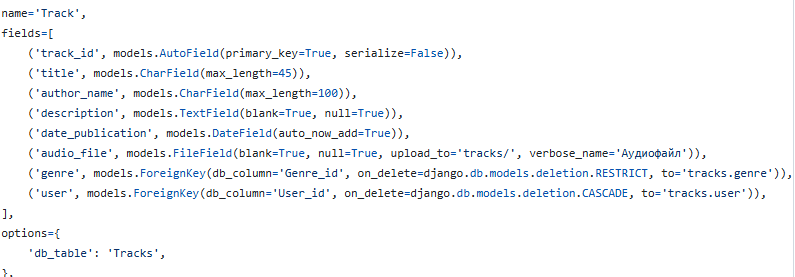 name='Track',
fields=[
('track_id', models.AutoField(primary_key=True, serialize=False)),
('title', models.CharField(max_length=45)),
('author_name', models.CharField(max_length=100)),
('description', models.TextField(blank=True, null=True)),
('date_publication', models.DateField(auto_now_add=True)),
('audio_file', models.FileField(blank=True, null=True, upload_to='tracks/', verbose_name='Аудиофайл')),
('genre', models.ForeignKey(db_column='Genre_id', on_delete=django.db.models.deletion.RESTRICT, to='tracks.genre')),
('user', models.ForeignKey(db_column='User_id', on_delete=django.db.models.deletion.CASCADE, to='tracks.user')),
],
options={
'db_table': 'Tracks',
},